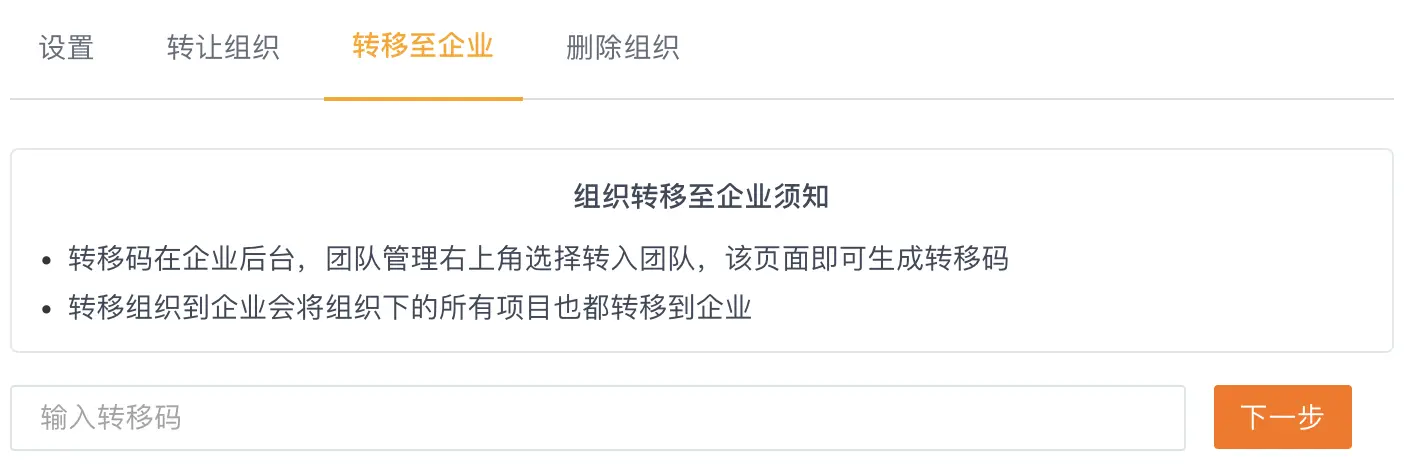 设置 转让组织 转移至企业 删除组织
组织转移至企业须知
转移码在企业后台，团队管理右上角选择转入团队，该页面即可生成转移码
转移组织到企业会将组织下的所有项目也都转移到企业
输入转移码 下一步